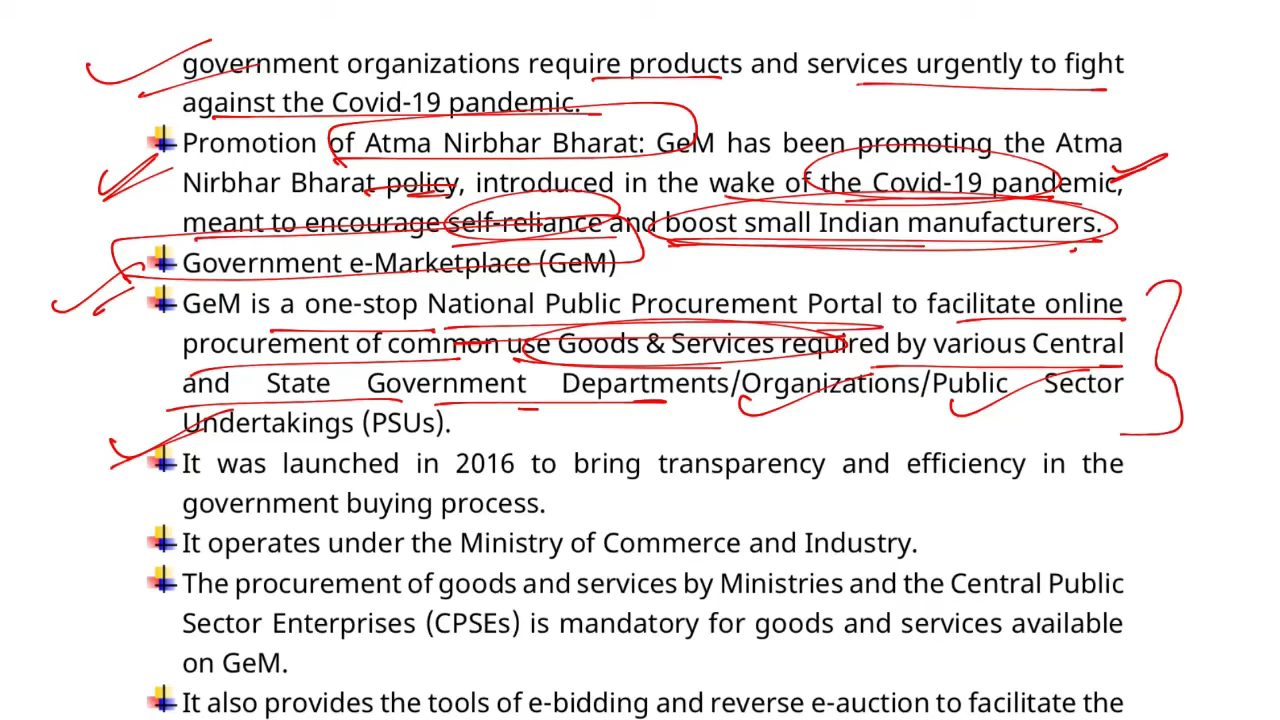 government organizations require products and services urgently to fight
against the Covid-19 pandemic.
Promotion of Atma Nirbhar Bharat: GeM has been promoting the Atma
Nirbhar Bharat policy, introduced in the wake of the Covid-19 pandemic,
meant to encourage self-reliance and boost small Indian manufacturers.
Government e-Marketplace (GeM)
GeM is a one-stop National Public Procurement Portal to facilitate online
procurement of common use Goods & Services required by various Central
and State Government Departments/Organizations/Public Sector
Undertakings (PSUs).
It was launched in 2016 to bring transparency and efficiency in the
government buying process.
It operates under the Ministry of Commerce and Industry.
The procurement of goods and services by Ministries and the Central Public
Sector Enterprises (CPSEs) is mandatory for goods and services available
on GeM.
It also provides the tools of e-bidding and reverse e-auction to facilitate the